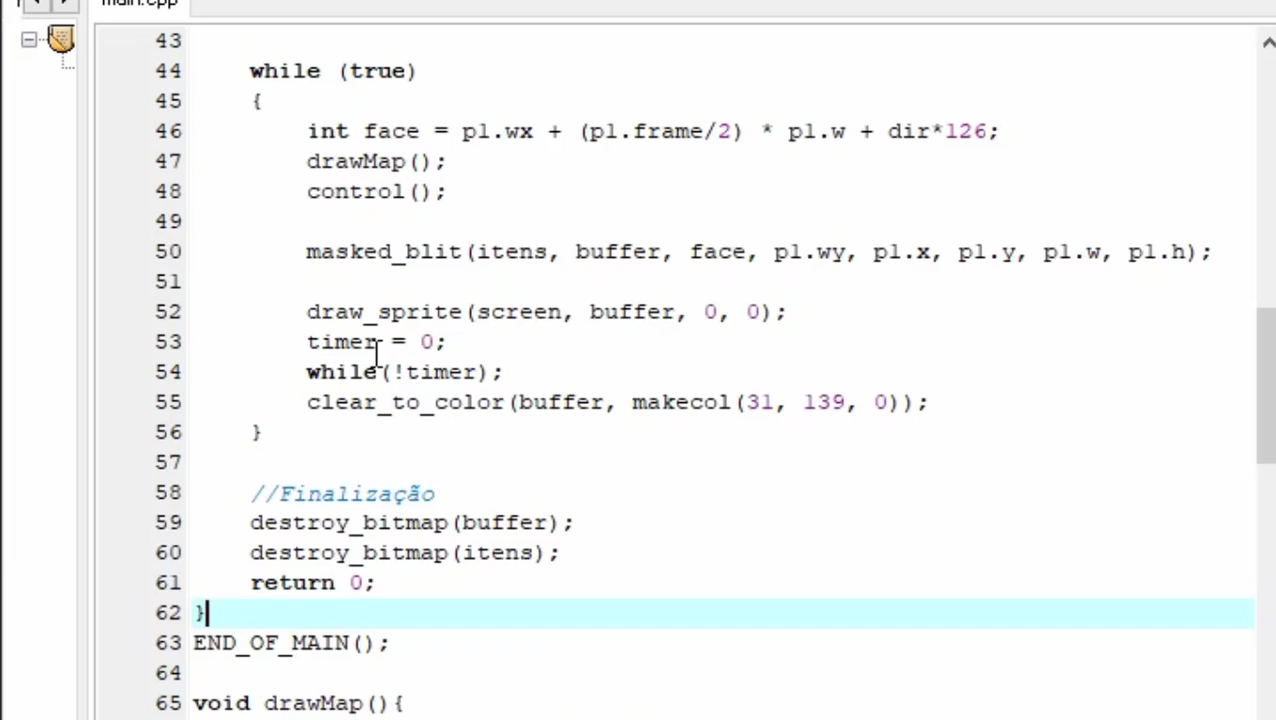 main.cpp
43
44 while (true)
45 {
46 int face = pl.wx + (pl.frame/2) * pl.w + dir*126;
47 drawMap();
48 control();
49
50 masked_blit(itens, buffer, face, pl.wy, pl.x, pl.y, pl.w, pl.h);
51
52 draw_sprite(screen, buffer, 0, 0);
53 timer = 0;
54 while(!timer);
55 clear_to_color(buffer, makecol(31, 139, 0));
56 }
57
58 //Finalização
59 destroy_bitmap(buffer);
60 destroy_bitmap(itens);
61 return 0;
62 }
63 END_OF_MAIN();
64
65 void drawMap(){